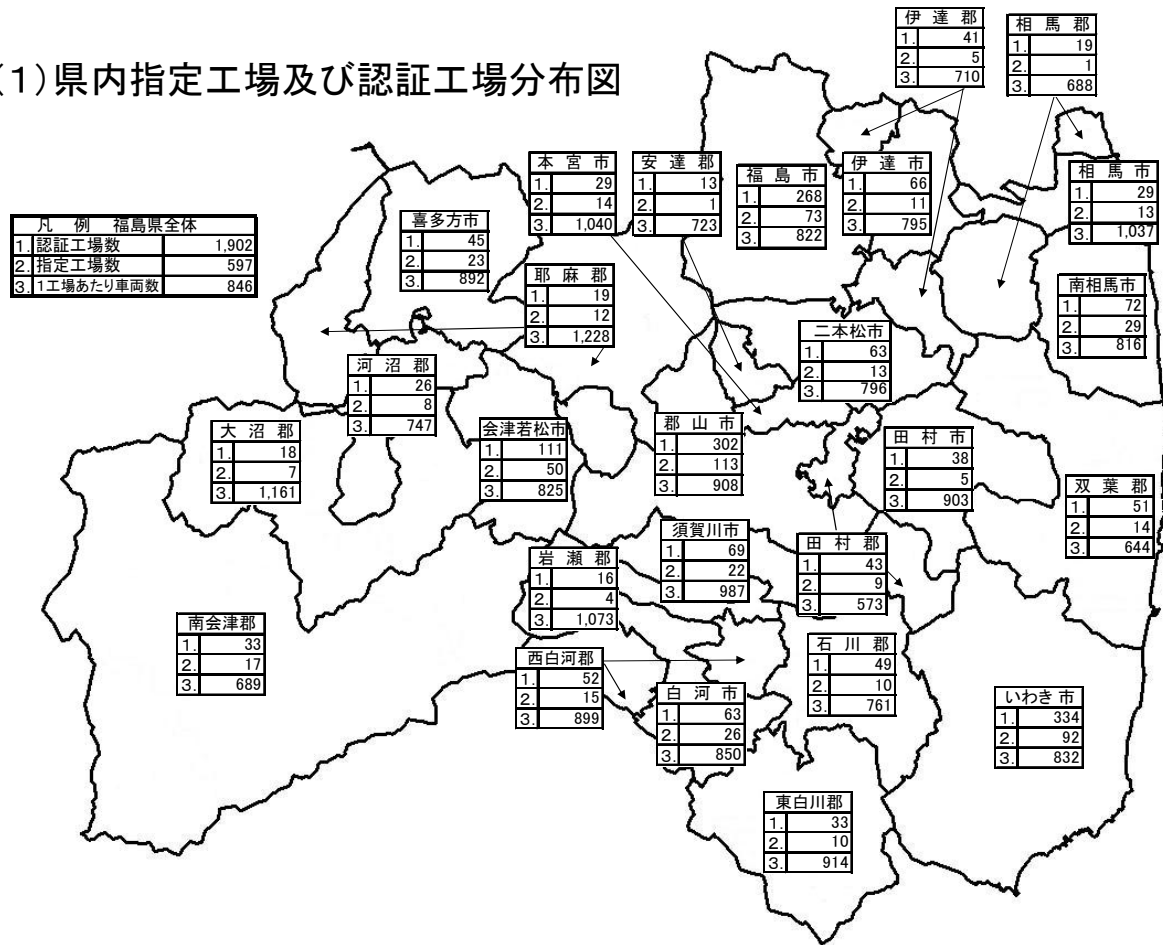 (1)県内指定工場及び認証工場分布図
凡 例 福島県全体
1. 認証工場数 1,902
2. 指定工場数 597
3. 1工場あたり車両数 846
伊 達 郡
1. 41
2. 5
3. 710
相 馬 郡
1. 19
2. 1
3. 688
本 宮 市
1. 29
2. 14
3. 1,040
安 達 郡
1. 13
2. 1
3. 723
福 島 市
1. 268
2. 73
3. 822
伊 達 市
1. 66
2. 11
3. 795
相 馬 市
1. 29
2. 13
3. 1,037
喜多方市
1. 45
2. 23
3. 892
耶 麻 郡
1. 19
2. 12
3. 1,228
南相馬市
1. 72
2. 29
3. 816
二本松市
1. 63
2. 13
3. 796
河 沼 郡
1. 26
2. 8
3. 747
大 沼 郡
1. 18
2. 7
3. 1,161
会津若松市
1. 111
2. 50
3. 825
郡 山 市
1. 302
2. 113
3. 908
田 村 市
1. 38
2. 5
3. 903
双 葉 郡
1. 51
2. 14
3. 644
須賀川市
1. 69
2. 22
3. 987
岩 瀬 郡
1. 16
2. 4
3. 1,073
田 村 郡
1. 43
2. 9
3. 573
南会津郡
1. 33
2. 17
3. 689
西白河郡
1. 52
2. 15
3. 899
石 川 郡
1. 49
2. 10
3. 761
白 河 市
1. 63
2. 26
3. 850
いわき 市
1. 334
2. 92
3. 832
東白川郡
1. 33
2. 10
3. 914